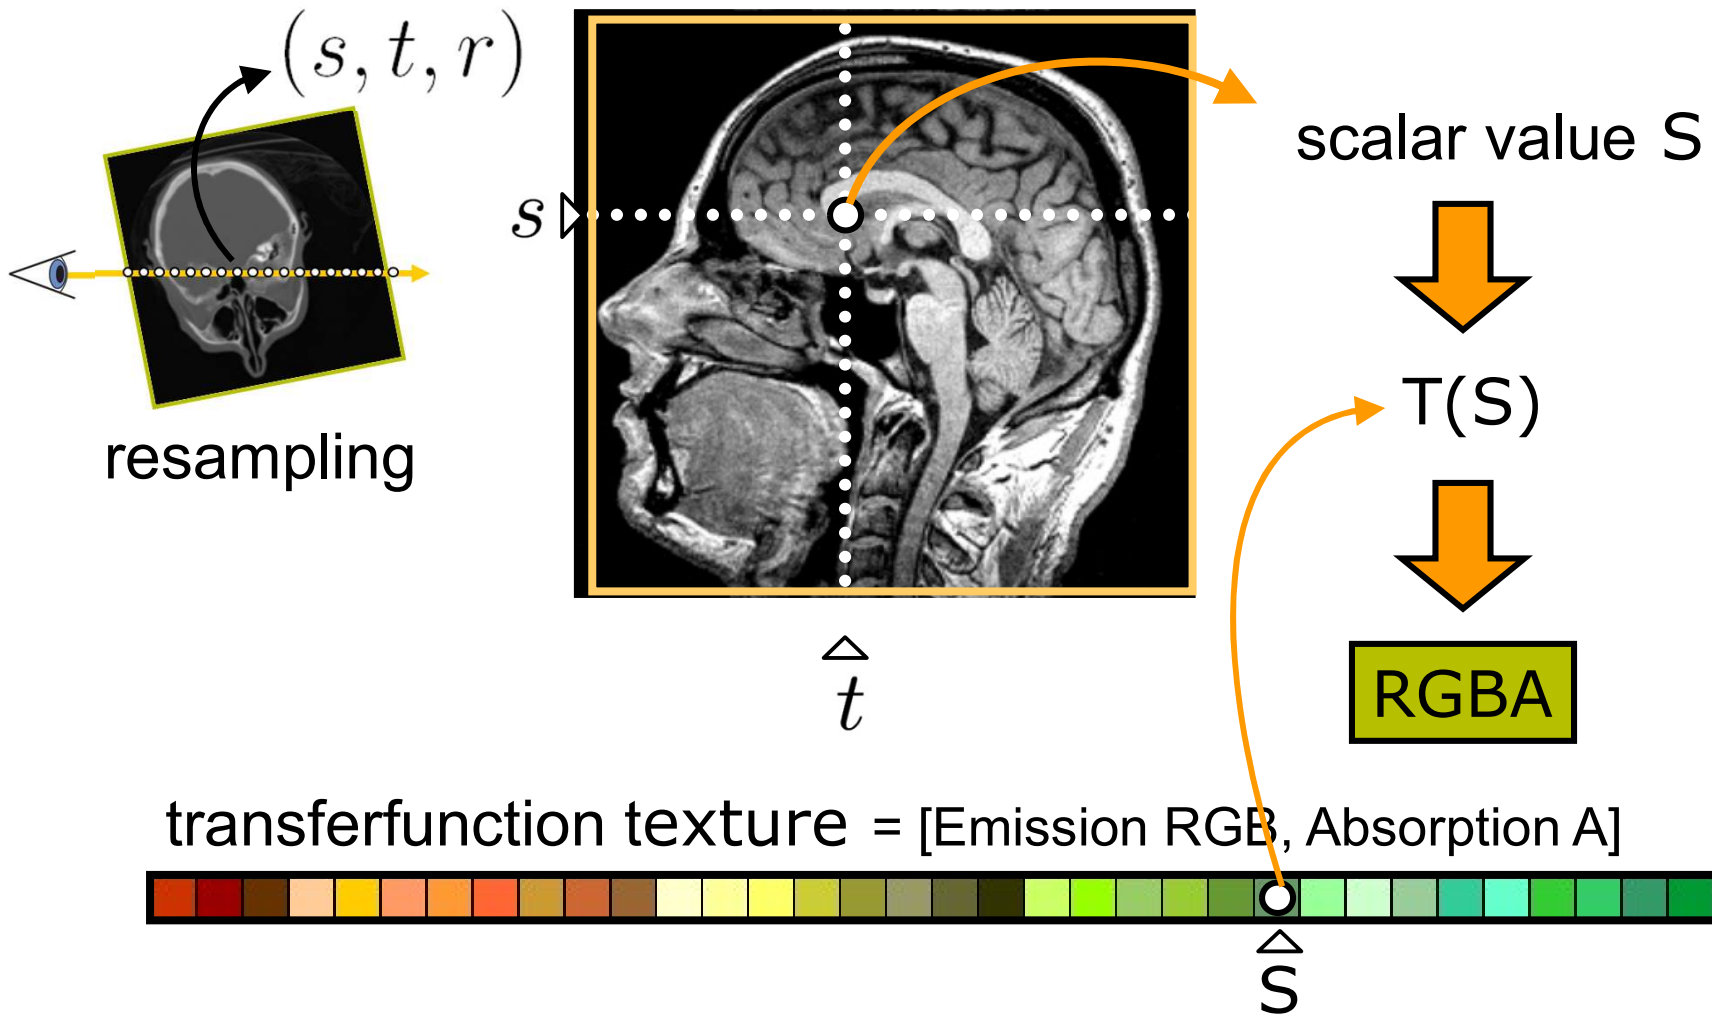 (s, t, r)
scalar value S
s
resampling
T(S)
t
RGBA
transferfunction texture = [Emission RGB, Absorption A]
S